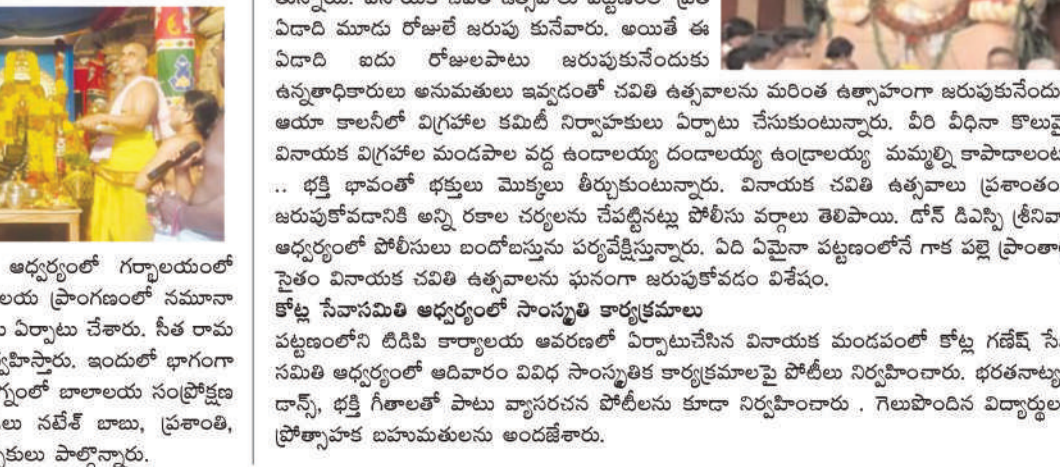 ఆధ్వర్యంలో గర్భాలయంలో
ప్రాంగణంలో నమూనా
ఏర్పాటు చేశారు. సీత రామ
ఇందులో భాగంగా
బాలాలయ సంప్రోక్షణ
నటేశ్ బాబు, ప్రశాంతి,
పాల్గొన్నారు.
ఏడాది మూడు రోజులే జరుపు కునేవారు. అయితే ఈ
ఏడాది ఐదు రోజులపాటు జరుపుకునేందుకు
ఉన్నతాధికారులు అనుమతులు ఇవ్వడంతో చవితి ఉత్సవాలను మరింత ఉత్సాహంగా జరుపుకునేందు
ఆయా కాలనీలో విగ్రహాల కమిటీ నిర్వాహకులు ఏర్పాటు చేసుకుంటున్నారు. వీరి వీధినా కొలువై
వినాయక విగ్రహాల మండపాల వద్ద ఉండాలయ్య దండాలయ్య ఉండ్రాలయ్య మమ్మల్ని కాపాడాలంట
.. భక్తి భావంతో భక్తులు మొక్కులు తీర్చుకుంటున్నారు. వినాయక చవితి ఉత్సవాలు ప్రశాంతం
జరుపుకోవడానికి అన్ని రకాల చర్యలను చేపట్టినట్లు పోలీసు వర్గాలు తెలిపాయి. డోన్ డిఎస్పి శ్రీనివా
ఆధ్వర్యంలో పోలీసులు బందోబస్తును పర్యవేక్షిస్తున్నారు. ఏది ఏమైనా పట్టణంలోనే గాక పల్లె ప్రాంతా
సైతం వినాయక చవితి ఉత్సవాలను ఘనంగా జరుపుకోవడం విశేషం.
కోట్ల సేవాసమితి ఆధ్వర్యంలో సాంస్కృతి కార్యక్రమాలు
పట్టణంలోని టిడిపి కార్యాలయ ఆవరణలో ఏర్పాటుచేసిన వినాయక మండపంలో కోట్ల గణేష్ సే
సమితి ఆధ్వర్యంలో ఆదివారం వివిధ సాంస్కృతిక కార్యక్రమాలపై పోటీలు నిర్వహించారు. భరతనాట్య
డాన్స్, భక్తి గీతాలతో పాటు వ్యాసరచన పోటీలను కూడా నిర్వహించారు . గెలుపొందిన విద్యార్థుల
ప్రోత్సాహక బహుమతులను అందజేశారు.